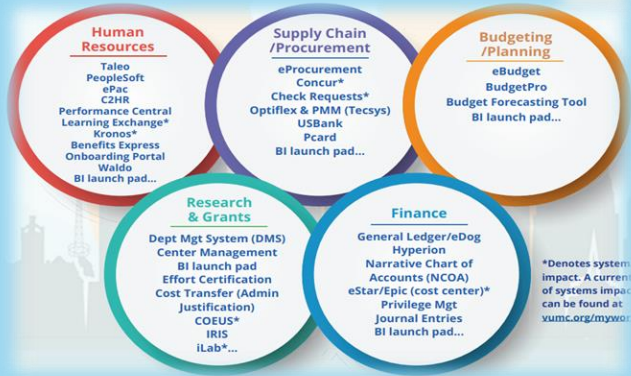 Human
Resources
Taleo
PeopleSoft
ePac
C2HR
Performance Central
Learning Exchange*
Kronos*
Benefits Express
Onboarding Portal
Waldo
BI launch pad...
Supply Chain
/Procurement
eProcurement
Concur*
Check Requests*
Optiflex & PMM (Tecsys)
USBank
Pcard
BI launch pad...
Budgeting
/Planning
eBudget
BudgetPro
Budget Forecasting Tool
BI launch pad...
Research
& Grants
Dept Mgt System (DMS)
Center Management
BI launch pad
Effort Certification
Cost Transfer (Admin
Justification)
COEUS*
IRIS
iLab*...
Finance
General Ledger/eDog
Hyperion
Narrative Chart of
Accounts (NCOA)
eStar/Epic (cost center)*
Privilege Mgt
Journal Entries
BI launch pad...
*Denotes system
impact. A current
of systems impac
can be found at
vumc.org/mywor